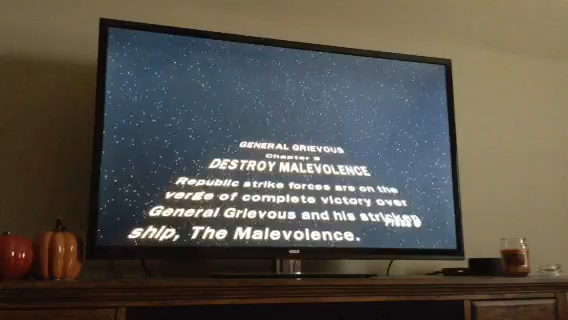 GENERAL GRIEVOUS
Chapter 3
DESTROY MALEVOLENCE
Republic strike forces are on the
verge of complete victory over
General Grievous and his stricken
ship, The Malevolence.
RCA